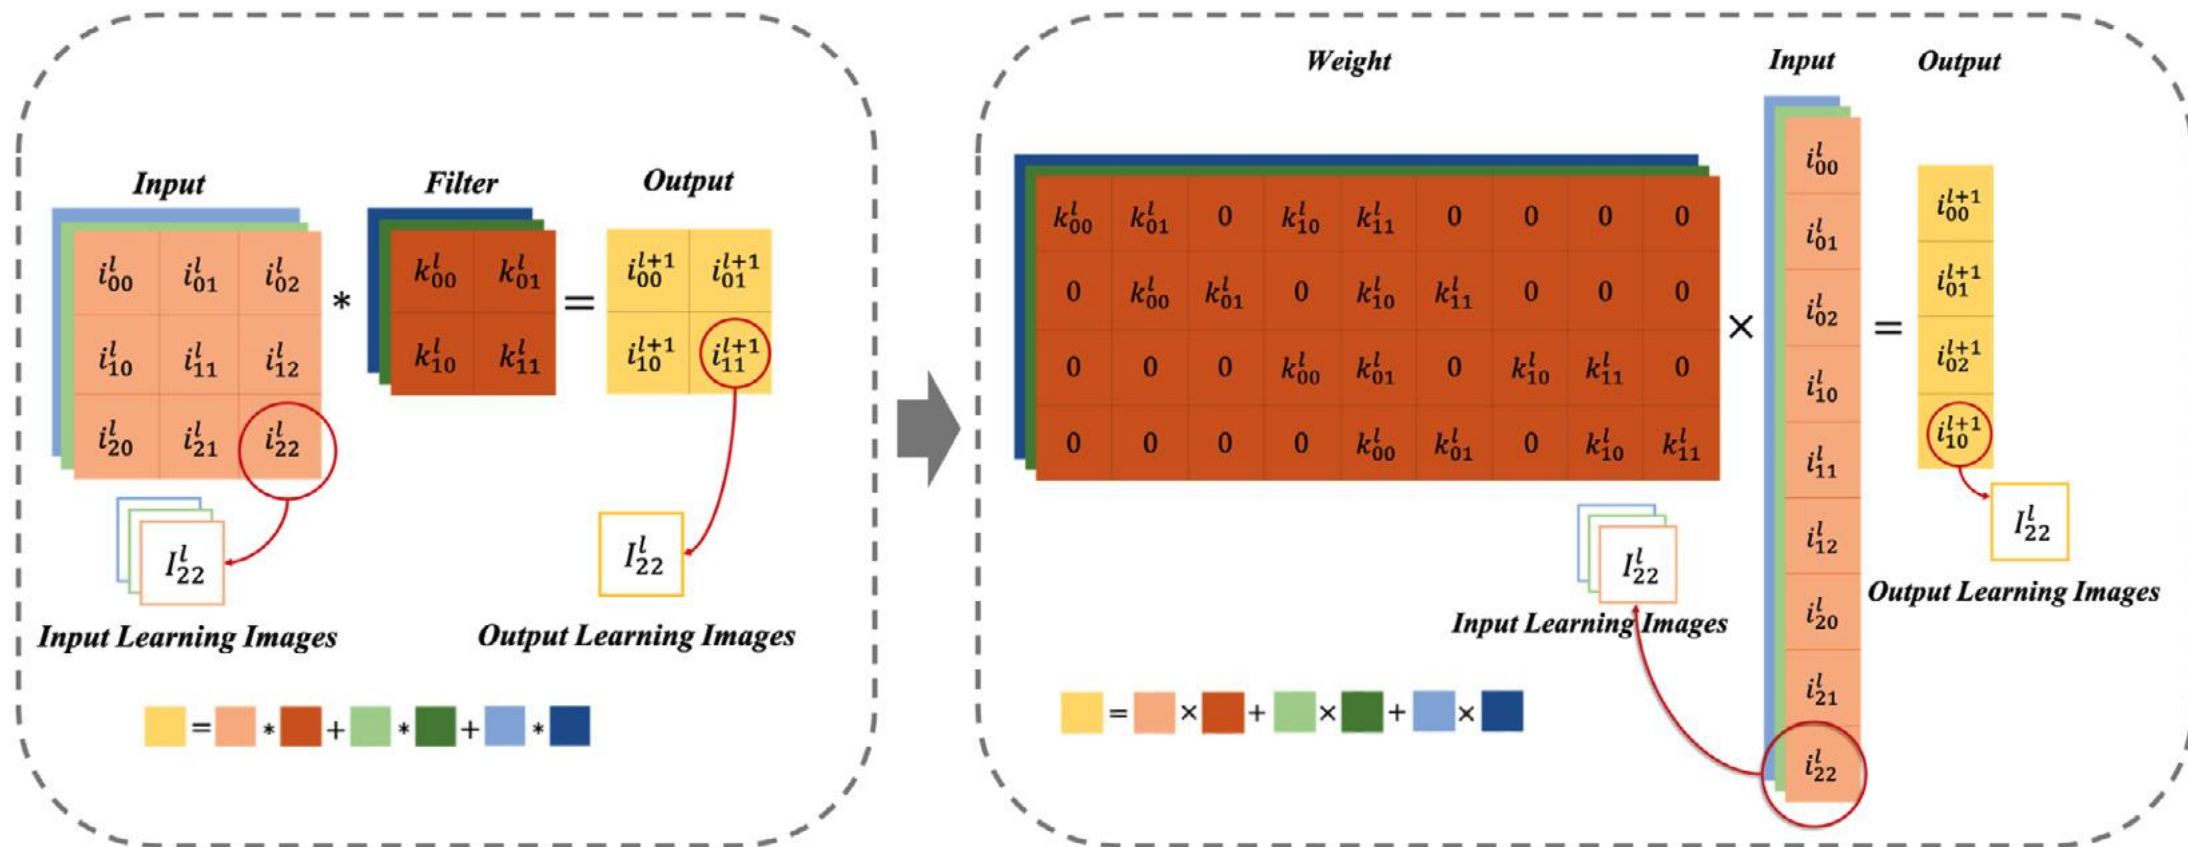 Input Filter Output
i^l_00 i^l_01 i^l_02 * k^l_00 k^l_01 = i^{l+1}_00 i^{l+1}_01
i^l_10 i^l_11 i^l_12 k^l_10 k^l_11 i^{l+1}_10 i^{l+1}_11
i^l_20 i^l_21 i^l_22
I^l_22 I^l_22
Input Learning Images Output Learning Images
= * + * + *
Weight Input Output
k^l_00 k^l_01 0 k^l_10 k^l_11 0 0 0 0
0 k^l_00 k^l_01 0 k^l_10 k^l_11 0 0 0
0 0 0 k^l_00 k^l_01 0 k^l_10 k^l_11 0
0 0 0 0 k^l_00 k^l_01 0 k^l_10 k^l_11
×
i^l_00
i^l_01
i^l_02
i^l_10
i^l_11
i^l_12
i^l_20
i^l_21
i^l_22
=
i^{l+1}_00
i^{l+1}_01
i^{l+1}_02
i^{l+1}_10
I^l_22
Input Learning Images
I^l_22
Output Learning Images
= × + × + ×